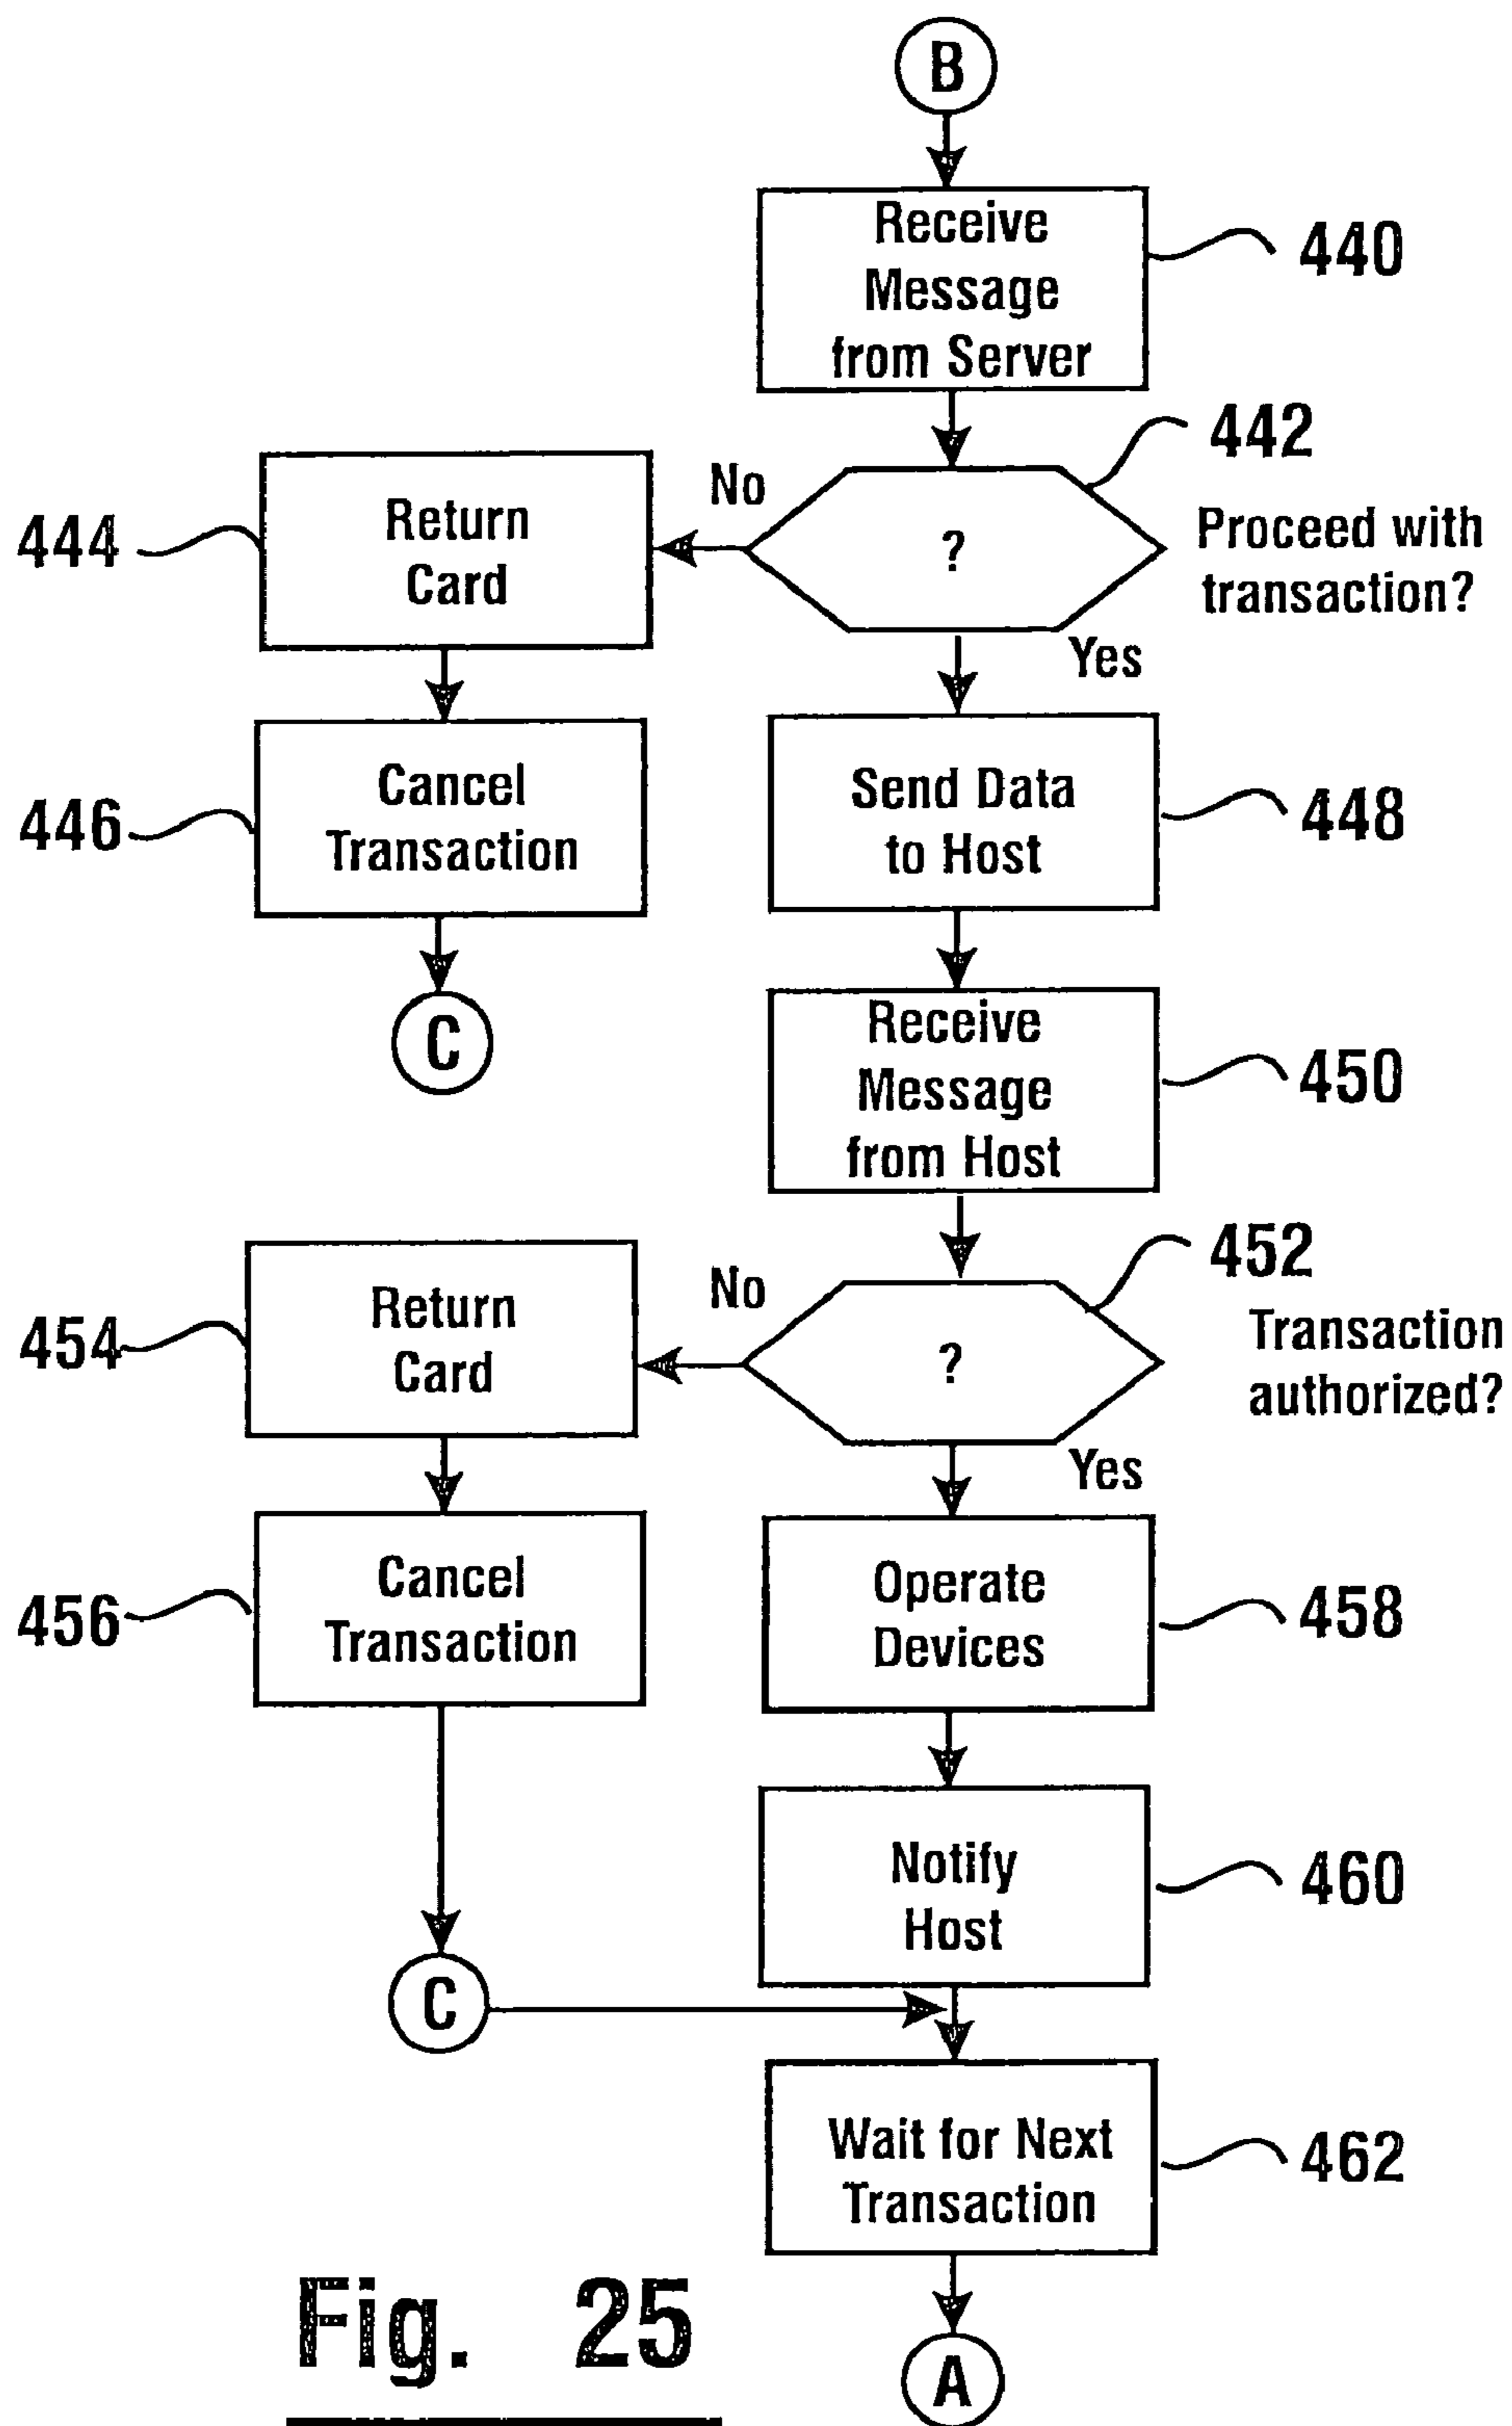 B
Receive
Message
from Server
440
442
No
?
Proceed with
transaction?
Return
Card
444
Yes
Cancel
Transaction
446
Send Data
to Host
448
C
Receive
Message
from Host
450
452
No
?
Transaction
authorized?
Return
Card
454
Yes
Cancel
Transaction
456
Operate
Devices
458
Notify
Host
460
C
Wait for Next
Transaction
462
A
Fig. 25